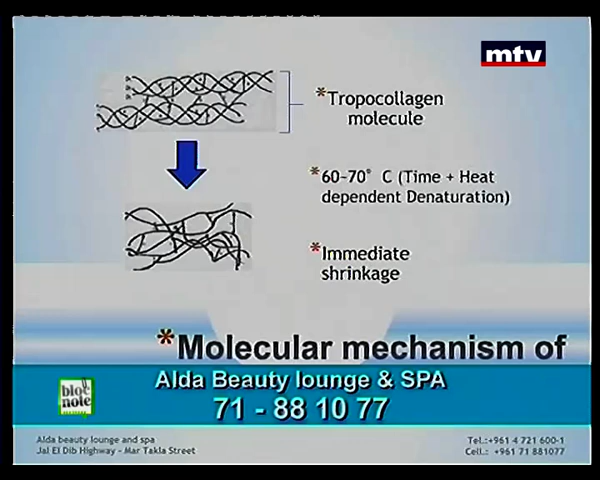 mtv
*Tropocollagen
molecule
*60~70° C (Time + Heat
dependent Denaturation)
*Immediate
shrinkage
*Molecular mechanism of
bloc
note
Alda Beauty lounge & SPA
71 - 88 10 77
Alda beauty lounge and spa
Jal El Dib Highway - Mar Takla Street
Tel.:+961 4 721 600-1
Cell.: +961 71 881077